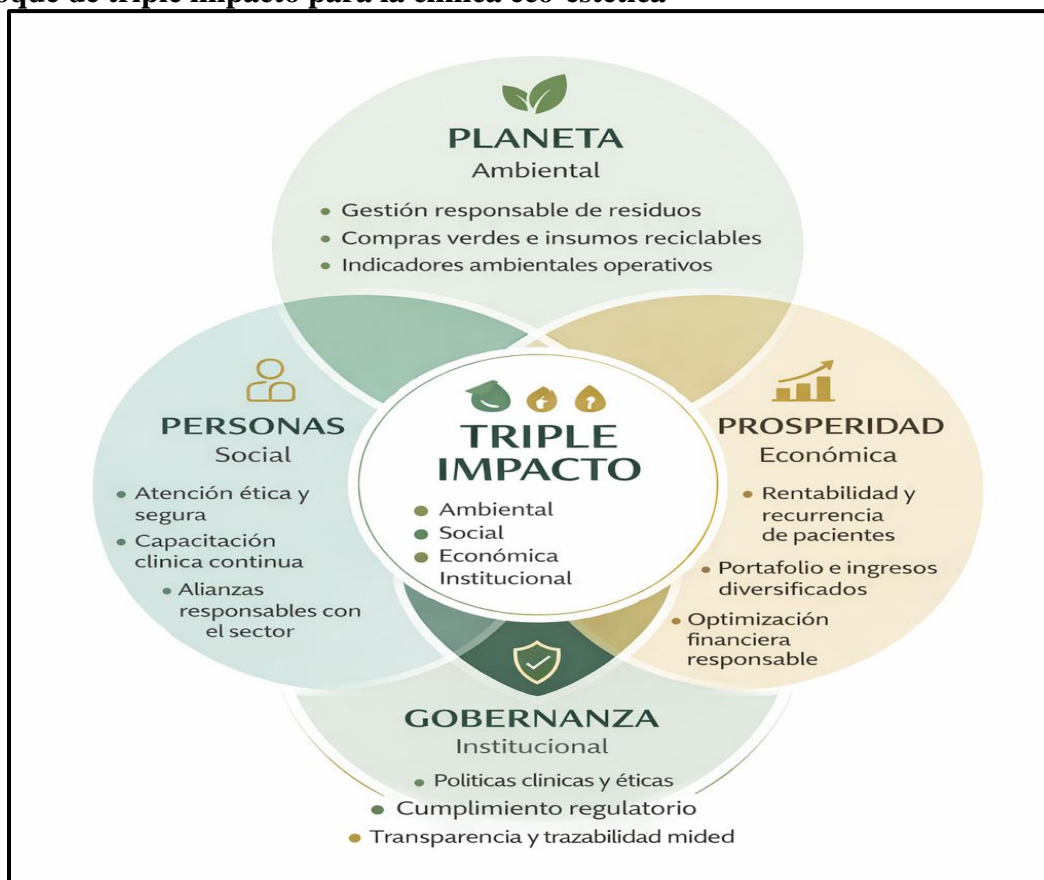 que de triple impacto para la clínica eco-estética
PLANETA
Ambiental
• Gestión responsable de residuos
• Compras verdes e insumos reciclables
• Indicadores ambientales operativos
PERSONAS
Social
• Atención ética y
segura
• Capacitación
clinica continua
• Alianzas
responsables con
el sector
TRIPLE
IMPACTO
• Ambiental
• Social
• Económica
Institucional
PROSPERIDAD
Económica
• Rentabilidad y
recurrencia
de pacientes
• Portafolio e ingresos
diversificados
• Optimización
financiera
responsable
GOBERNANZA
Institucional
• Politicas clinicas y éticas
• Cumplimiento regulatorio
• Transparencia y trazabilidad mided